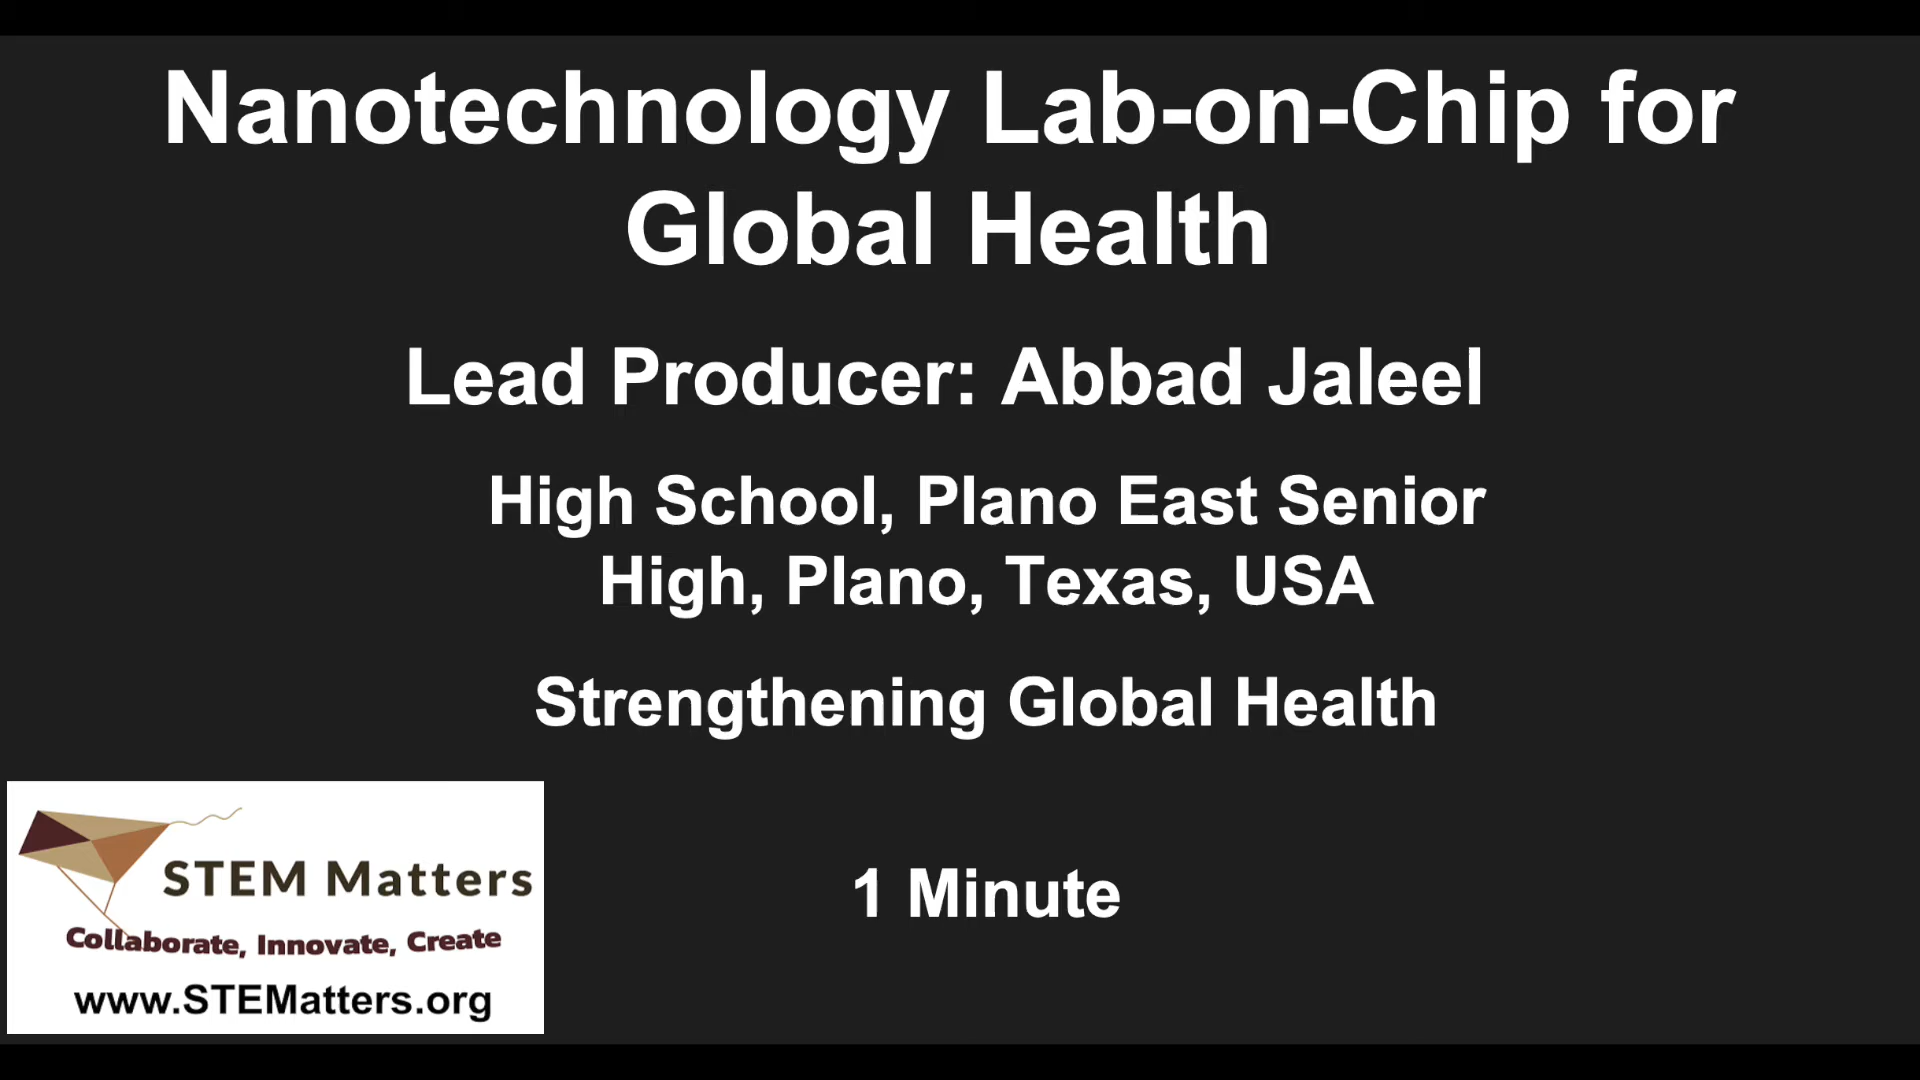 Nanotechnology Lab-on-Chip for
Global Health
Lead Producer: Abbad Jaleel
High School, Plano East Senior
High, Plano, Texas, USA
Strengthening Global Health
1 Minute
STEM Matters
Collaborate, Innovate, Create
www.STEMatters.org